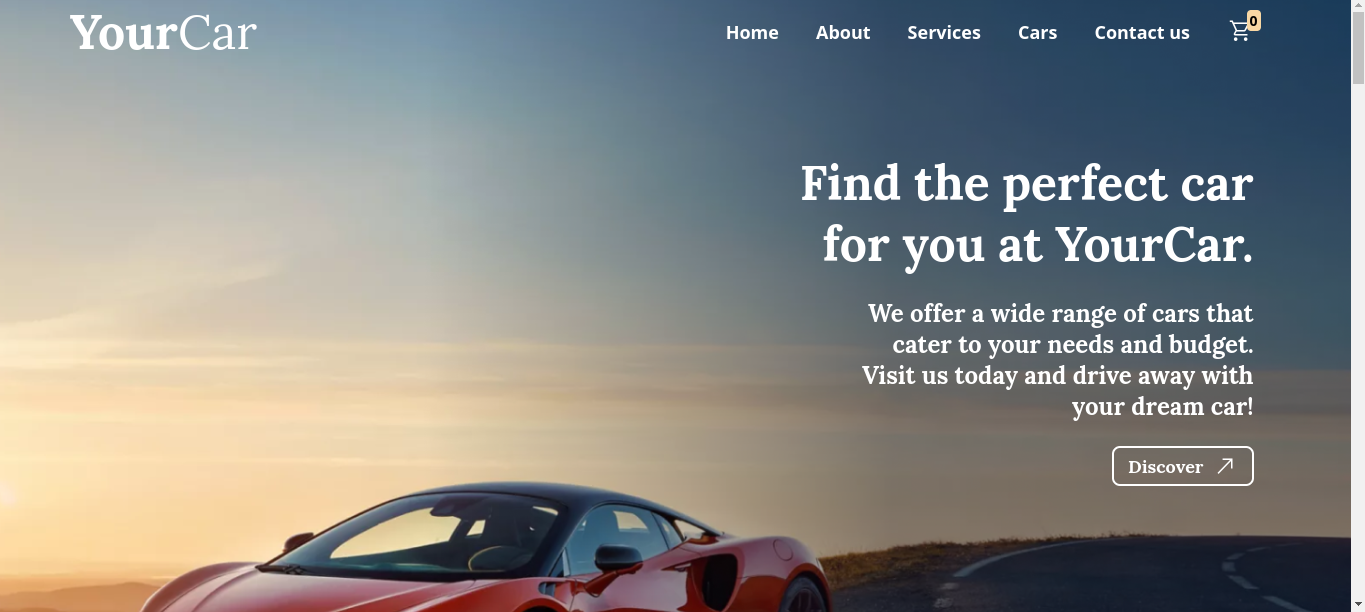 YourCar
Home About Services Cars Contact us 0
Find the perfect car
for you at YourCar.
We offer a wide range of cars that
cater to your needs and budget.
Visit us today and drive away with
your dream car!
Discover